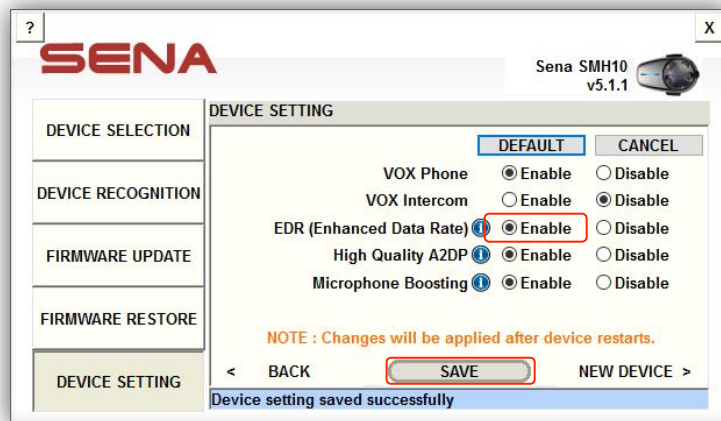 ?
X
SENA
Sena SMH10
v5.1.1
DEVICE SELECTION
DEVICE RECOGNITION
FIRMWARE UPDATE
FIRMWARE RESTORE
DEVICE SETTING
DEVICE SETTING
DEFAULT CANCEL
VOX Phone Enable Disable
VOX Intercom Enable Disable
EDR (Enhanced Data Rate) i Enable Disable
High Quality A2DP i Enable Disable
Microphone Boosting i Enable Disable
NOTE : Changes will be applied after device restarts.
< BACK SAVE NEW DEVICE >
Device setting saved successfully